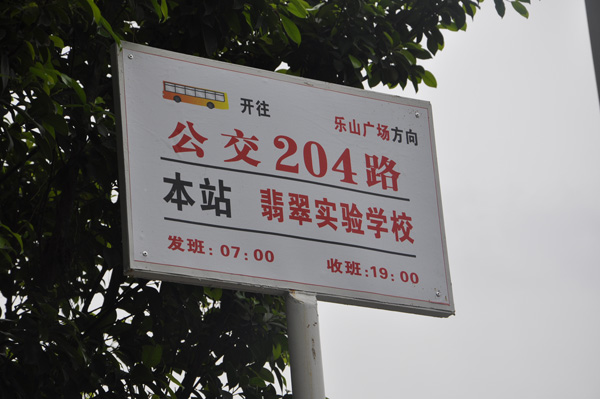 开往 乐山广场方向
公交204路
本站 翡翠实验学校
发班:07:00 收班:19:00